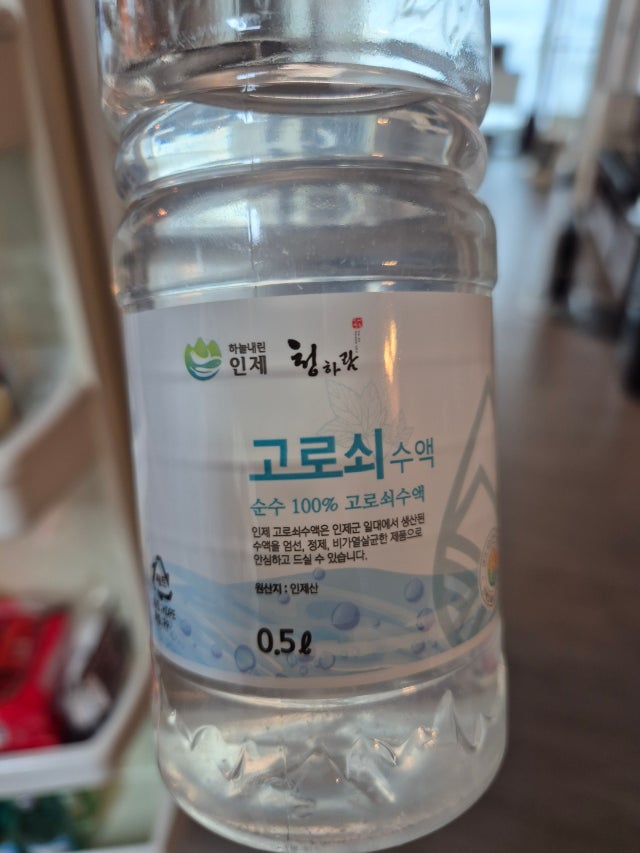 하늘내린
인제
청하람
고로쇠 수액
순수 100% 고로쇠수액
인제 고로쇠수액은 인제군 일대에서 생산된
수액을 엄선, 정제, 비가열살균한 제품으로
안심하고 드실 수 있습니다.
원산지 : 인제산
0.5ℓ